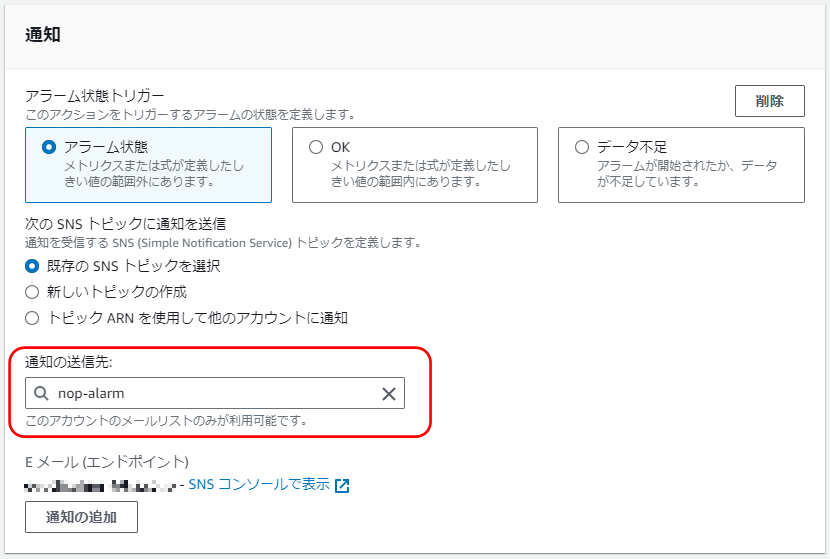 通知
アラーム状態トリガー
このアクションをトリガーするアラームの状態を定義します。
削除
アラーム状態
メトリクスまたは式が定義したし
きい値の範囲外にあります。
OK
メトリクスまたは式が定義したし
きい値の範囲内にあります。
データ不足
アラームが開始されたか、データ
が不足しています。
次の SNS トピックに通知を送信
通知を受信する SNS (Simple Notification Service) トピックを定義します。
既存の SNS トピックを選択
新しいトピックの作成
トピック ARN を使用して他のアカウントに通知
通知の送信先:
nop-alarm
このアカウントのメールリストのみが利用可能です。
E メール (エンドポイント)
- SNS コンソールで表示
通知の追加